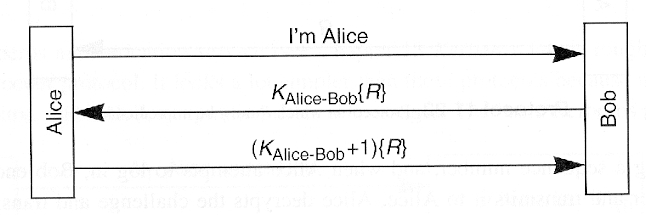 I'm Alice
K_Alice-Bob{R}
(K_Alice-Bob+1){R}
Alice
Bob